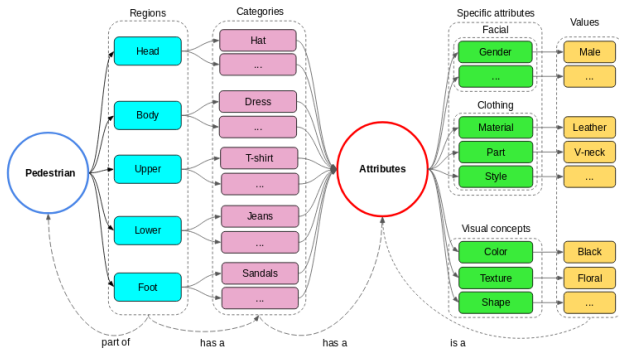 Regions
Categories
Specific attributes
Values
Facial
Head
Hat
...
Gender
Male
...
...
Body
Dress
...
Clothing
Material
Leather
Part
V-neck
Style
...
Pedestrian
Upper
T-shirt
...
Attributes
Lower
Jeans
...
Visual concepts
Color
Black
Texture
Floral
Shape
...
Foot
Sandals
...
part of
has a
has a
is a